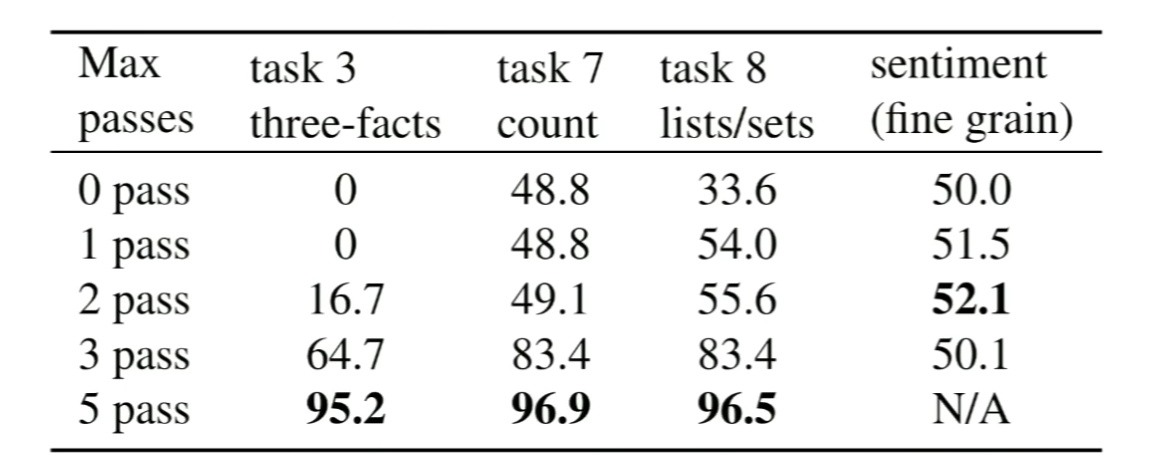 Max passes	task 3 three-facts	task 7 count	task 8 lists/sets	sentiment (fine grain)
0 pass	0	48.8	33.6	50.0
1 pass	0	48.8	54.0	51.5
2 pass	16.7	49.1	55.6	52.1
3 pass	64.7	83.4	83.4	50.1
5 pass	95.2	96.9	96.5	N/A